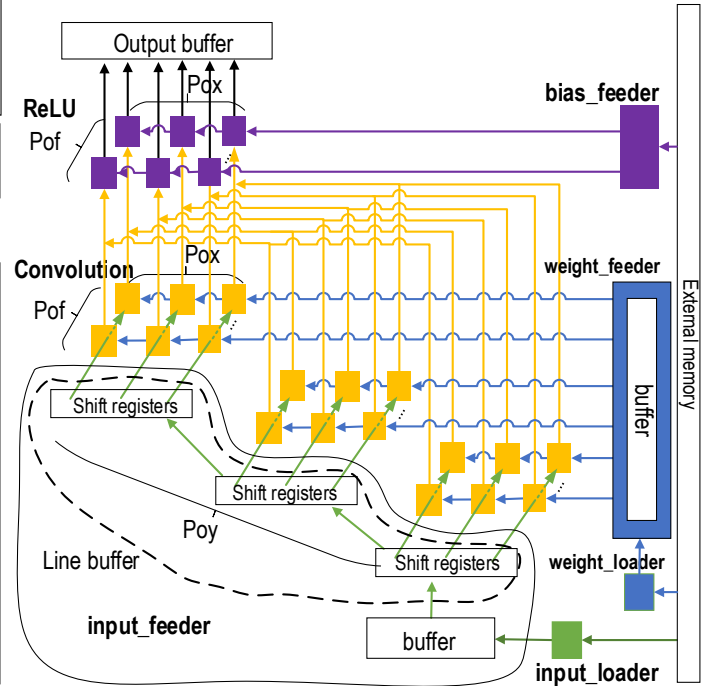 Output buffer
Pox
ReLU
bias_feeder
Pof
Pox
Convolution
weight_feeder
Pof
External memory
buffer
Shift registers
Shift registers
Poy
Line buffer
Shift registers
weight_loader
input_feeder
buffer
input_loader